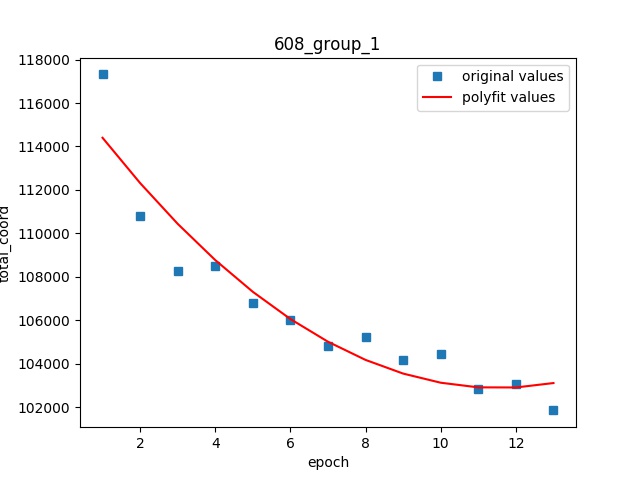 608_group_1
118000
116000
114000
112000
110000
108000
106000
104000
102000
total_coord
original values
polyfit values
2 4 6 8 10 12
epoch